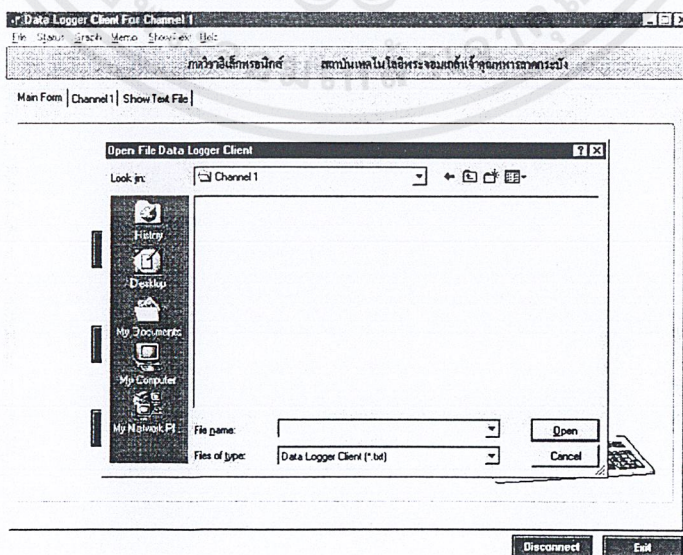 Data Logger Client For Channel 1
File Status Graph Memo ShowText Help
ภาควิชาอิเล็กทรอนิกส์ สถาบันเทคโนโลยีพระจอมเกล้าเจ้าคุณทหารลาดกระบัง
Main Form Channel 1 Show Text File
Open File Data Logger Client
Look in: Channel 1
History
Desktop
My Documents
My Computer
My Network Pl...
File name: Open
Files of type: Data Logger Client (*.txt) Cancel
Disconnect Exit